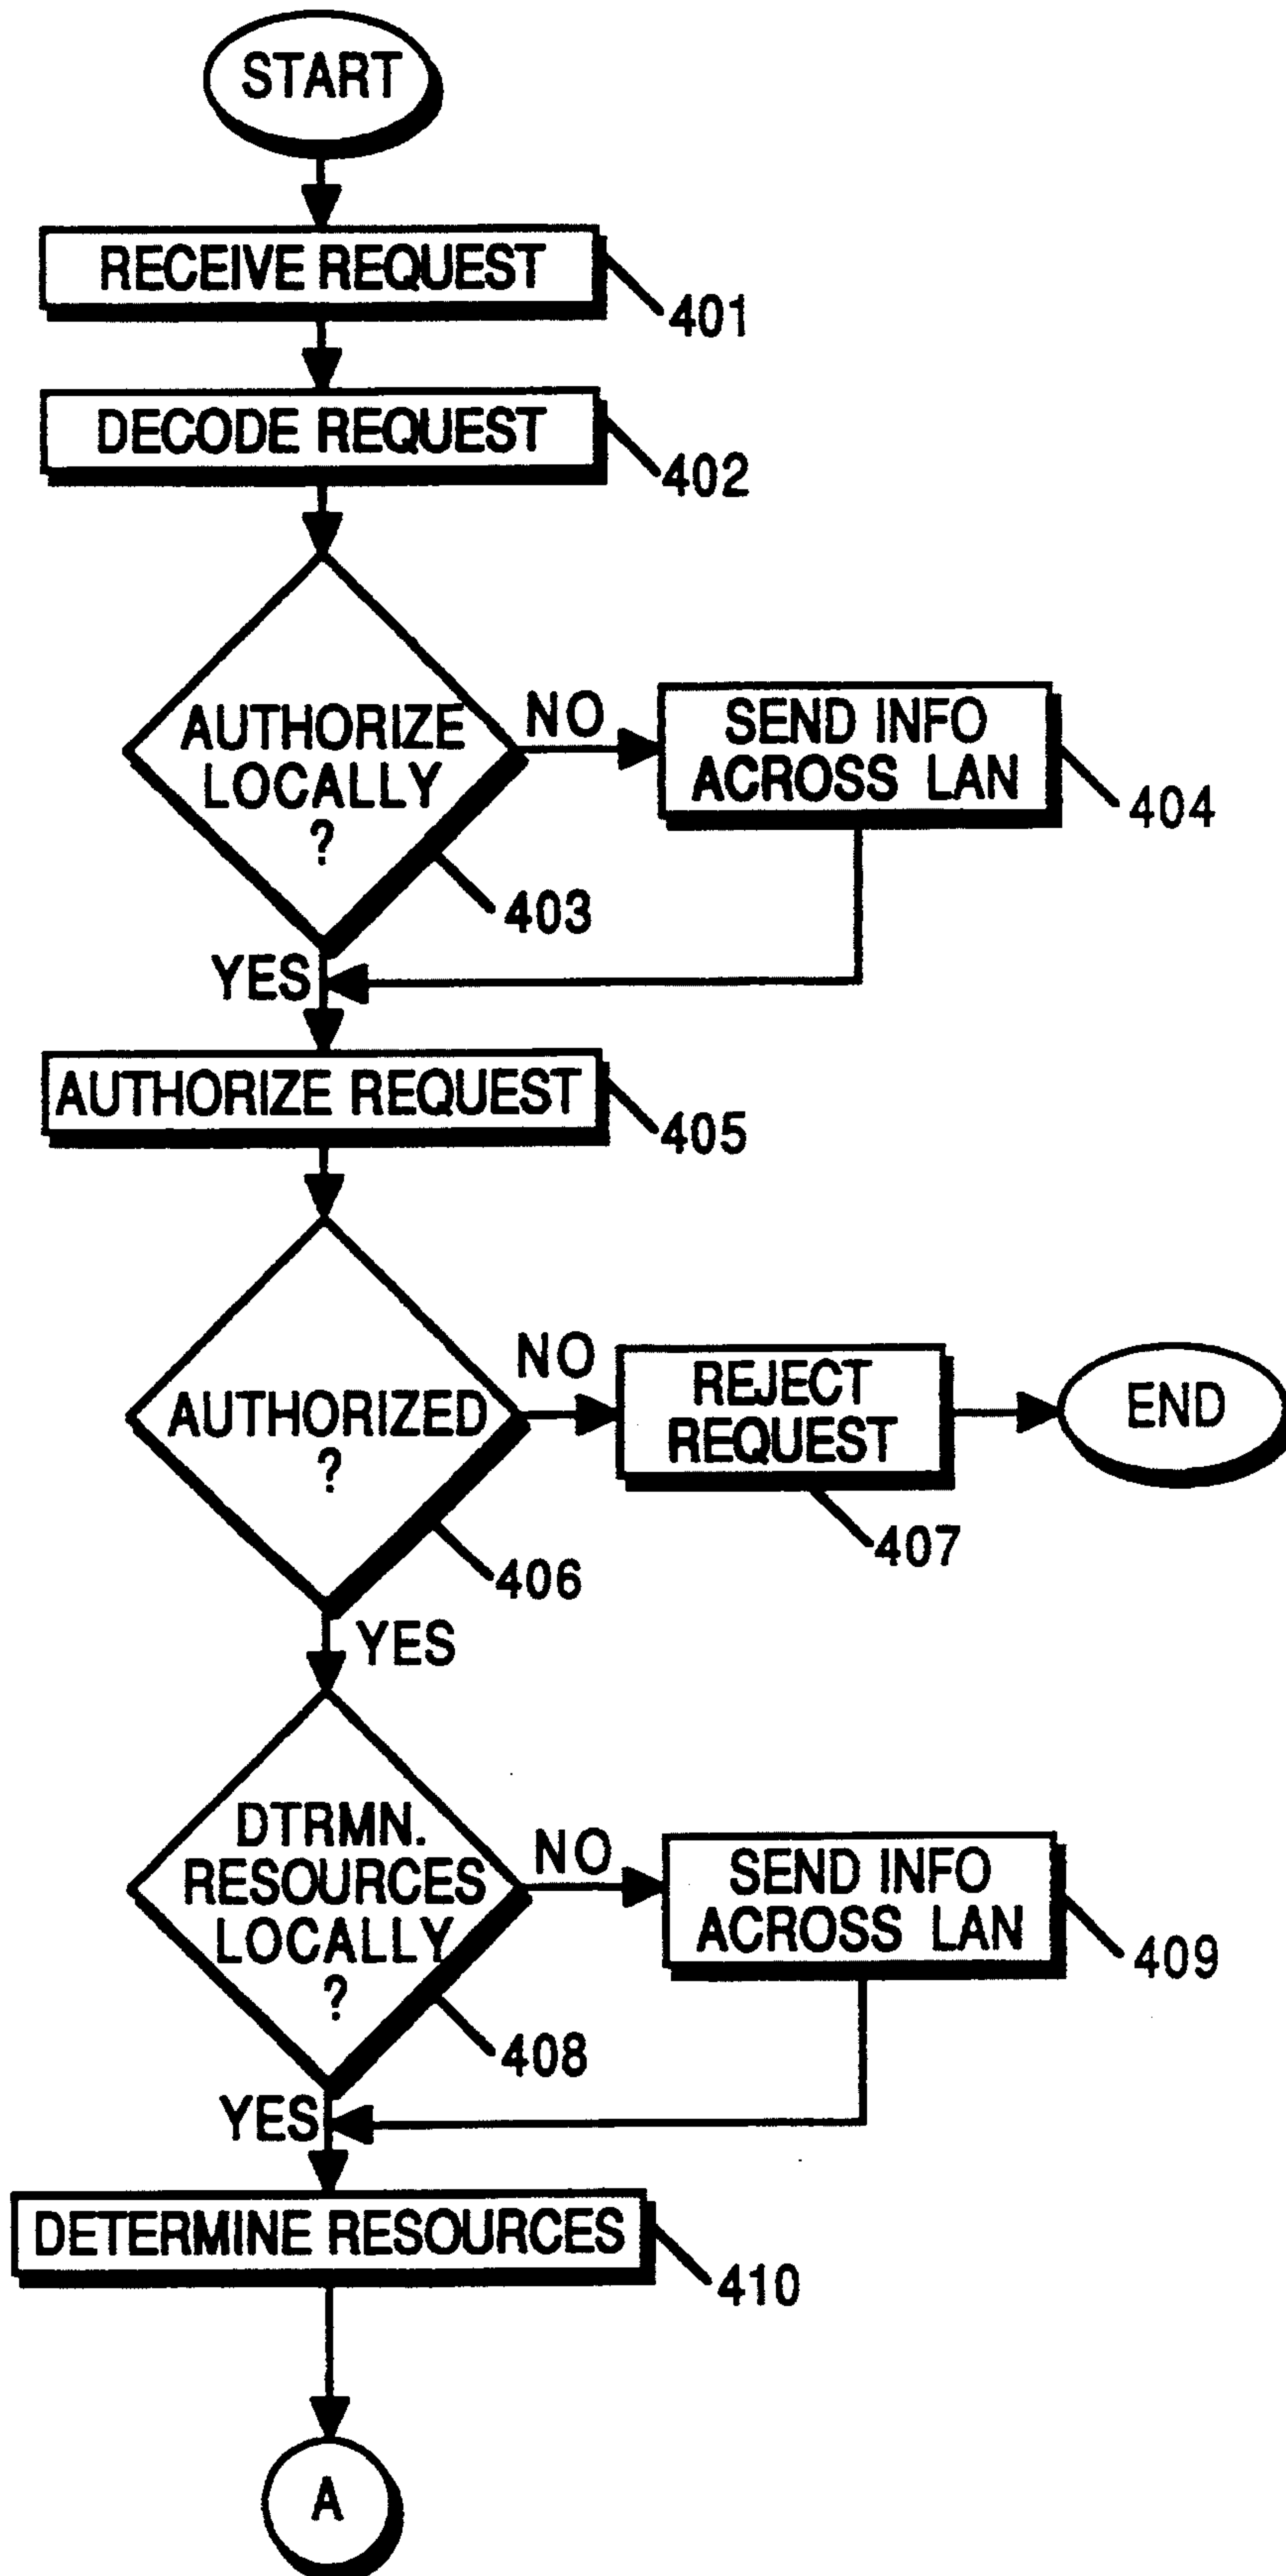 START
RECEIVE REQUEST
401
DECODE REQUEST
402
AUTHORIZE
LOCALLY
?
403
NO
SEND INFO
ACROSS LAN
404
YES
AUTHORIZE REQUEST
405
AUTHORIZED
?
406
NO
REJECT
REQUEST
407
END
YES
DTRMN.
RESOURCES
LOCALLY
?
408
NO
SEND INFO
ACROSS LAN
409
YES
DETERMINE RESOURCES
410
A